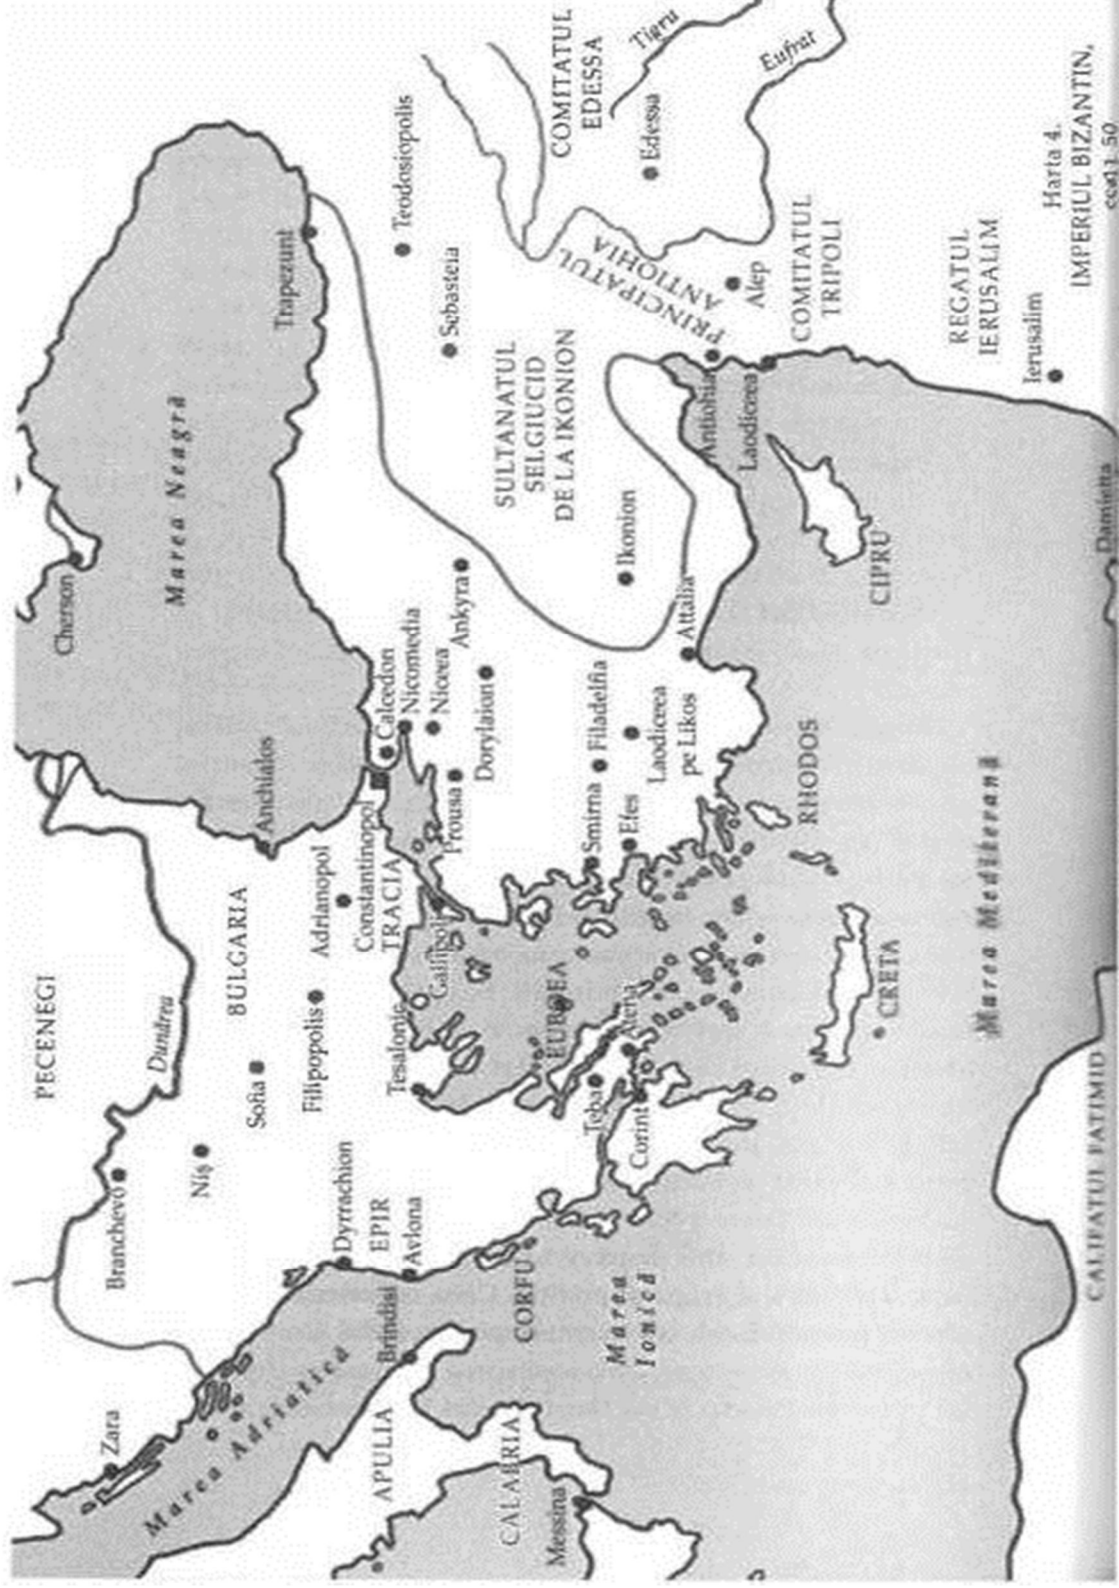 Zara
Marea Adriatică
Branchevo
Niș
Sofia
PECENEGI
Dundrea
BULGARIA
Filipopolis
Adrianopol
Constantinopol
TRACIA
Anchialos
Cherson
Marea Neagră
Trapezunt
Teodosiopolis
Sebasteia
COMITATUL
EDESSA
Tigru
Eufrat
Edessa
PRINCIPATUL
ANTIOHIA
Alep
COMITATUL
TRIPOLI
REGATUL
IERUSALIM
Ierusalim
Harta 4.
IMPERIUL BIZANTIN,
SULTANATUL
SELGIUCID
DE LA IKONION
Ikonion
Antiohia
Laodiceea
CIPRU
Damietta
Attalia
Ankyra
Calcedon
Nicomedia
Niceea
Dorylaion
Prousa
Gallipoli
Filadelfia
Smirna
Efes
Laodiceea
pe Likos
RHODOS
Tesalonic
EUBEEA
Atena
Teba
Corint
CRETA
Dyrrachion
EPIR
Avlona
Brindisi
CORFU
Marea
Ionică
APULIA
CALABRIA
Messina
Marea Mediterană
CALIFATUL FATIMID